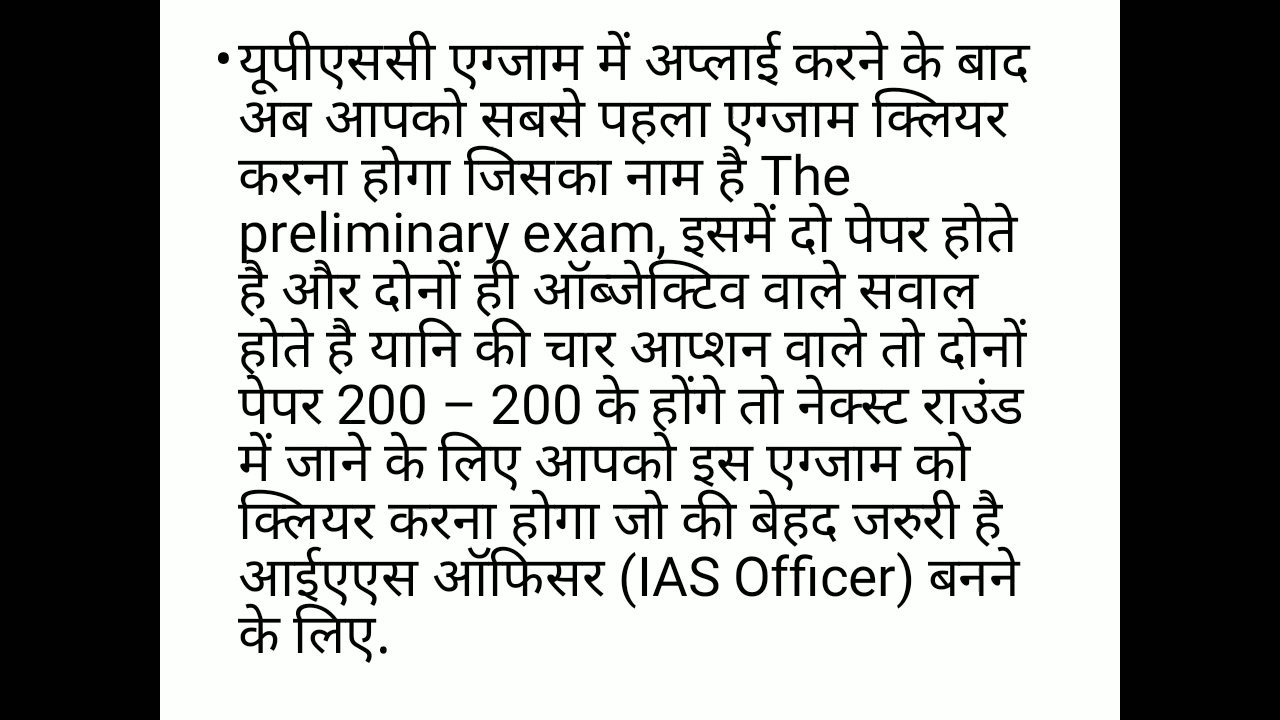 • यूपीएससी एग्जाम में अप्लाई करने के बाद
अब आपको सबसे पहला एग्जाम क्लियर
करना होगा जिसका नाम है The
preliminary exam, इसमें दो पेपर होते
है और दोनों ही ऑब्जेक्टिव वाले सवाल
होते है यानि की चार आप्शन वाले तो दोनों
पेपर 200 – 200 के होंगे तो नेक्स्ट राउंड
में जाने के लिए आपको इस एग्जाम को
क्लियर करना होगा जो की बेहद जरुरी है
आईएएस ऑफिसर (IAS Officer) बनने
के लिए.